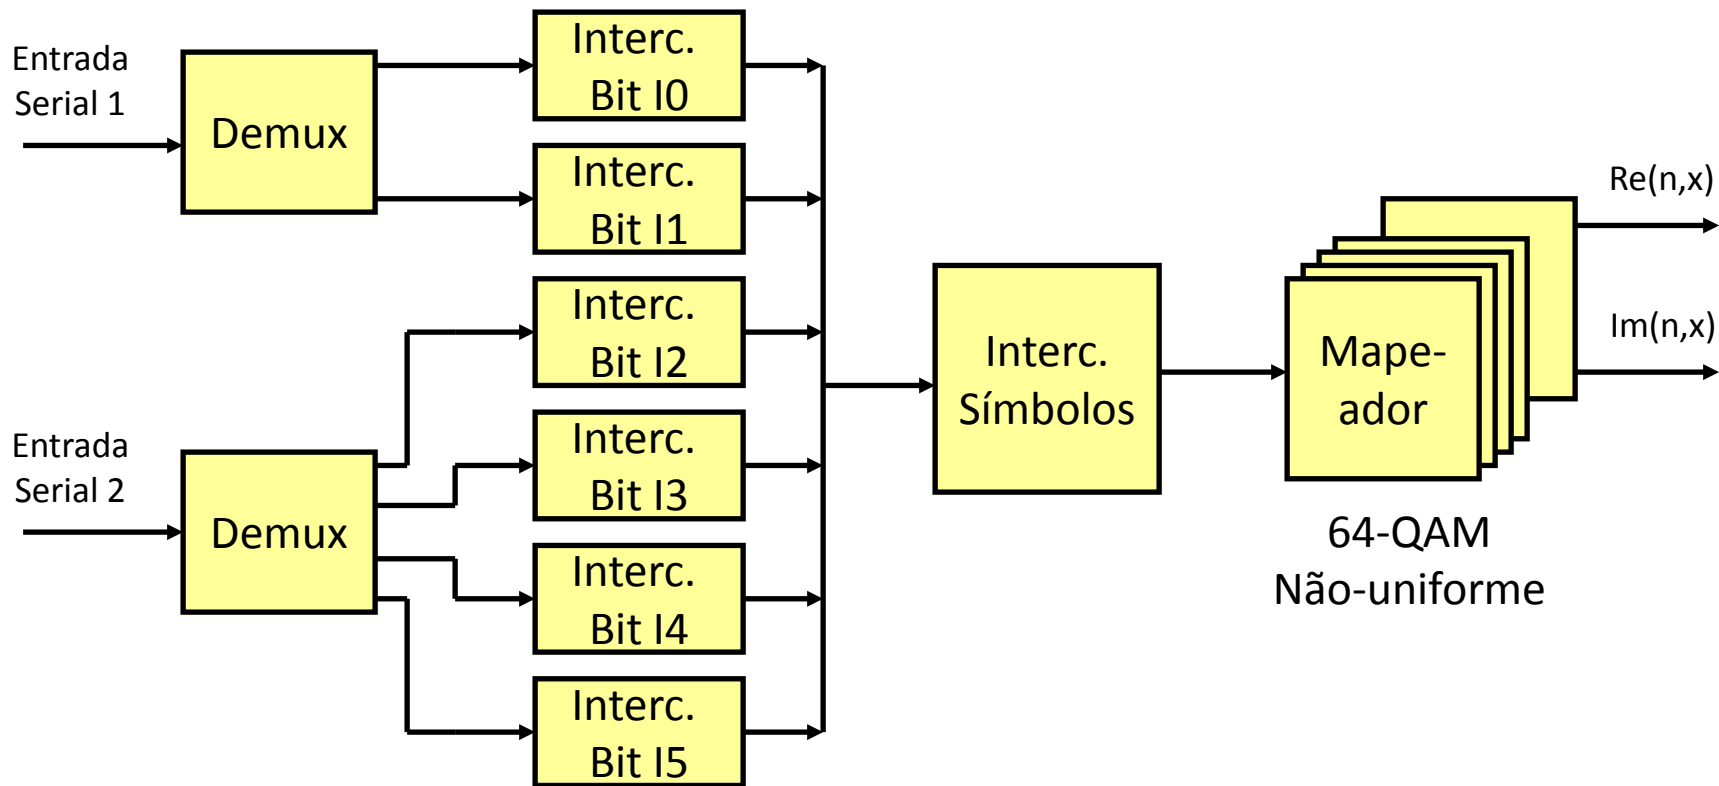 Entrada
Serial 1
Demux
Interc.
Bit I0
Interc.
Bit I1
Interc.
Bit I2
Entrada
Serial 2
Demux
Interc.
Bit I3
Interc.
Bit I4
Interc.
Bit I5
Interc.
Símbolos
Mape-
ador
64-QAM
Não-uniforme
Re(n,x)
Im(n,x)